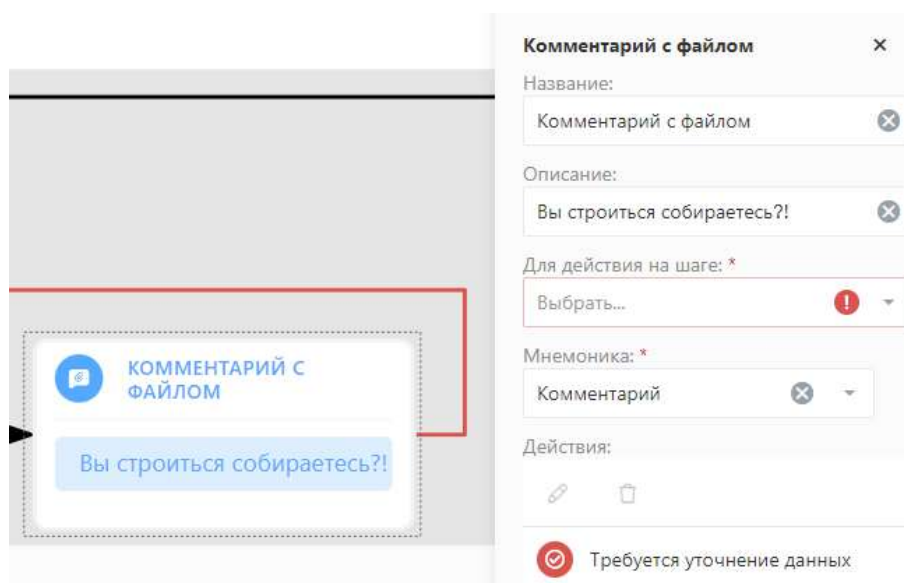 Комментарий с файлом
Название:
Комментарий с файлом
Описание:
Вы строиться собираетесь?!
Для действия на шаге: *
Выбрать...
Мнемоника: *
Комментарий
Действия:
Требуется уточнение данных
КОММЕНТАРИЙ С
ФАЙЛОМ
Вы строиться собираетесь?!